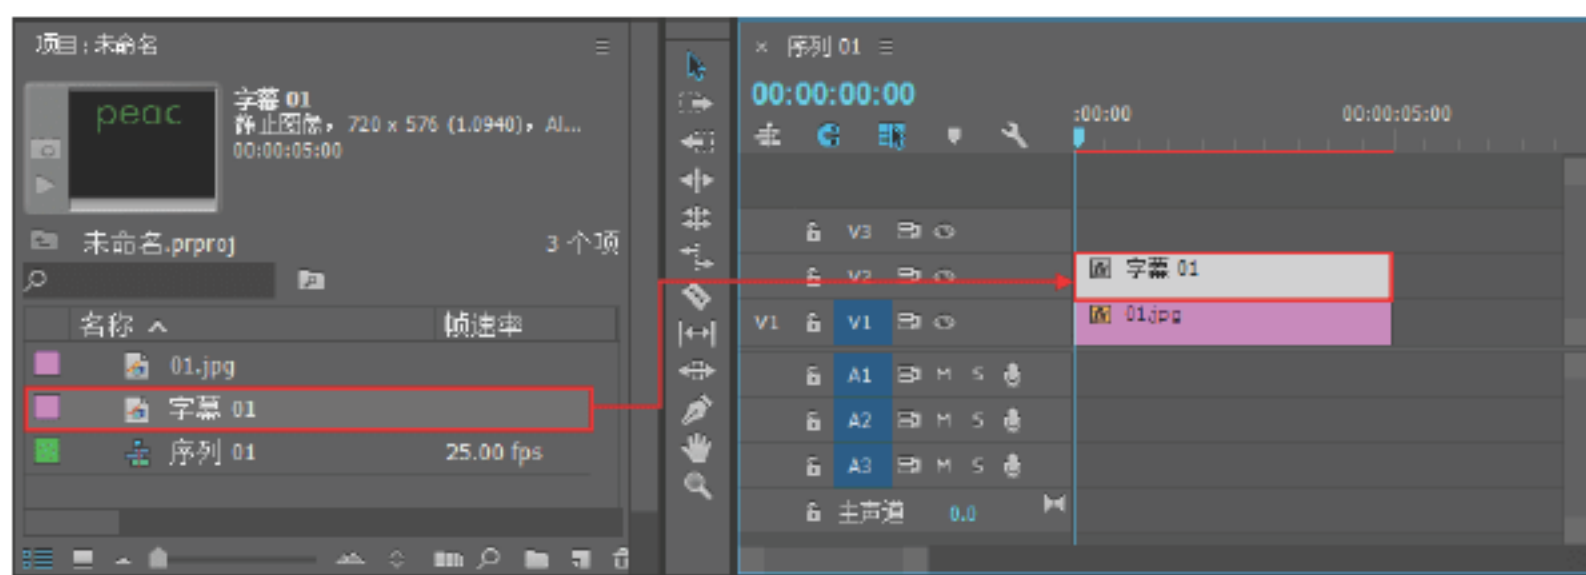 项目:未命名
peac
字幕 01
静止图像，720 x 576 (1.0940)，Al...
00:00:05:00
未命名.prproj
3 个项
名称
帧速率
01.jpg
字幕 01
序列 01
25.00 fps
× 序列 01
00:00:00:00
:00:00
00:00:05:00
V3
V2
字幕 01
V1
V1
01.jpg
A1 M S
A2 M S
A3 M S
主声道
0.0